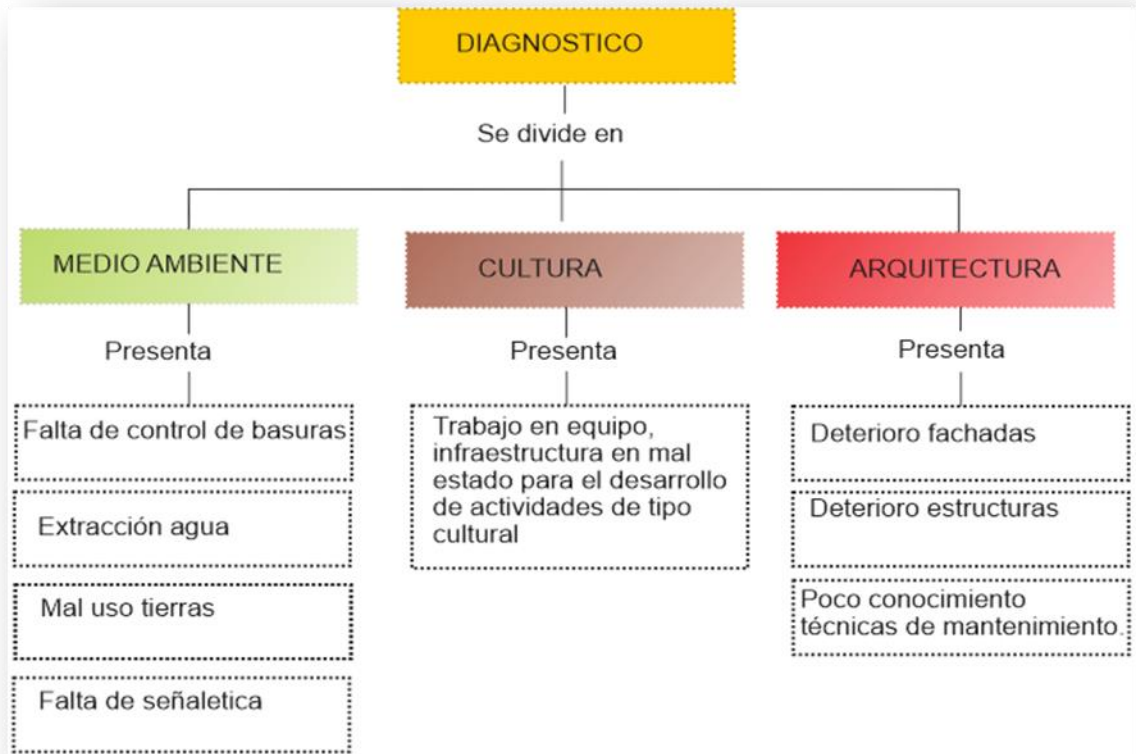 DIAGNOSTICO
Se divide en
MEDIO AMBIENTE
Presenta
Falta de control de basuras
Extracción agua
Mal uso tierras
Falta de señaletica
CULTURA
Presenta
Trabajo en equipo,
infraestructura en mal
estado para el desarrollo
de actividades de tipo
cultural
ARQUITECTURA
Presenta
Deterioro fachadas
Deterioro estructuras
Poco conocimiento
técnicas de mantenimiento.